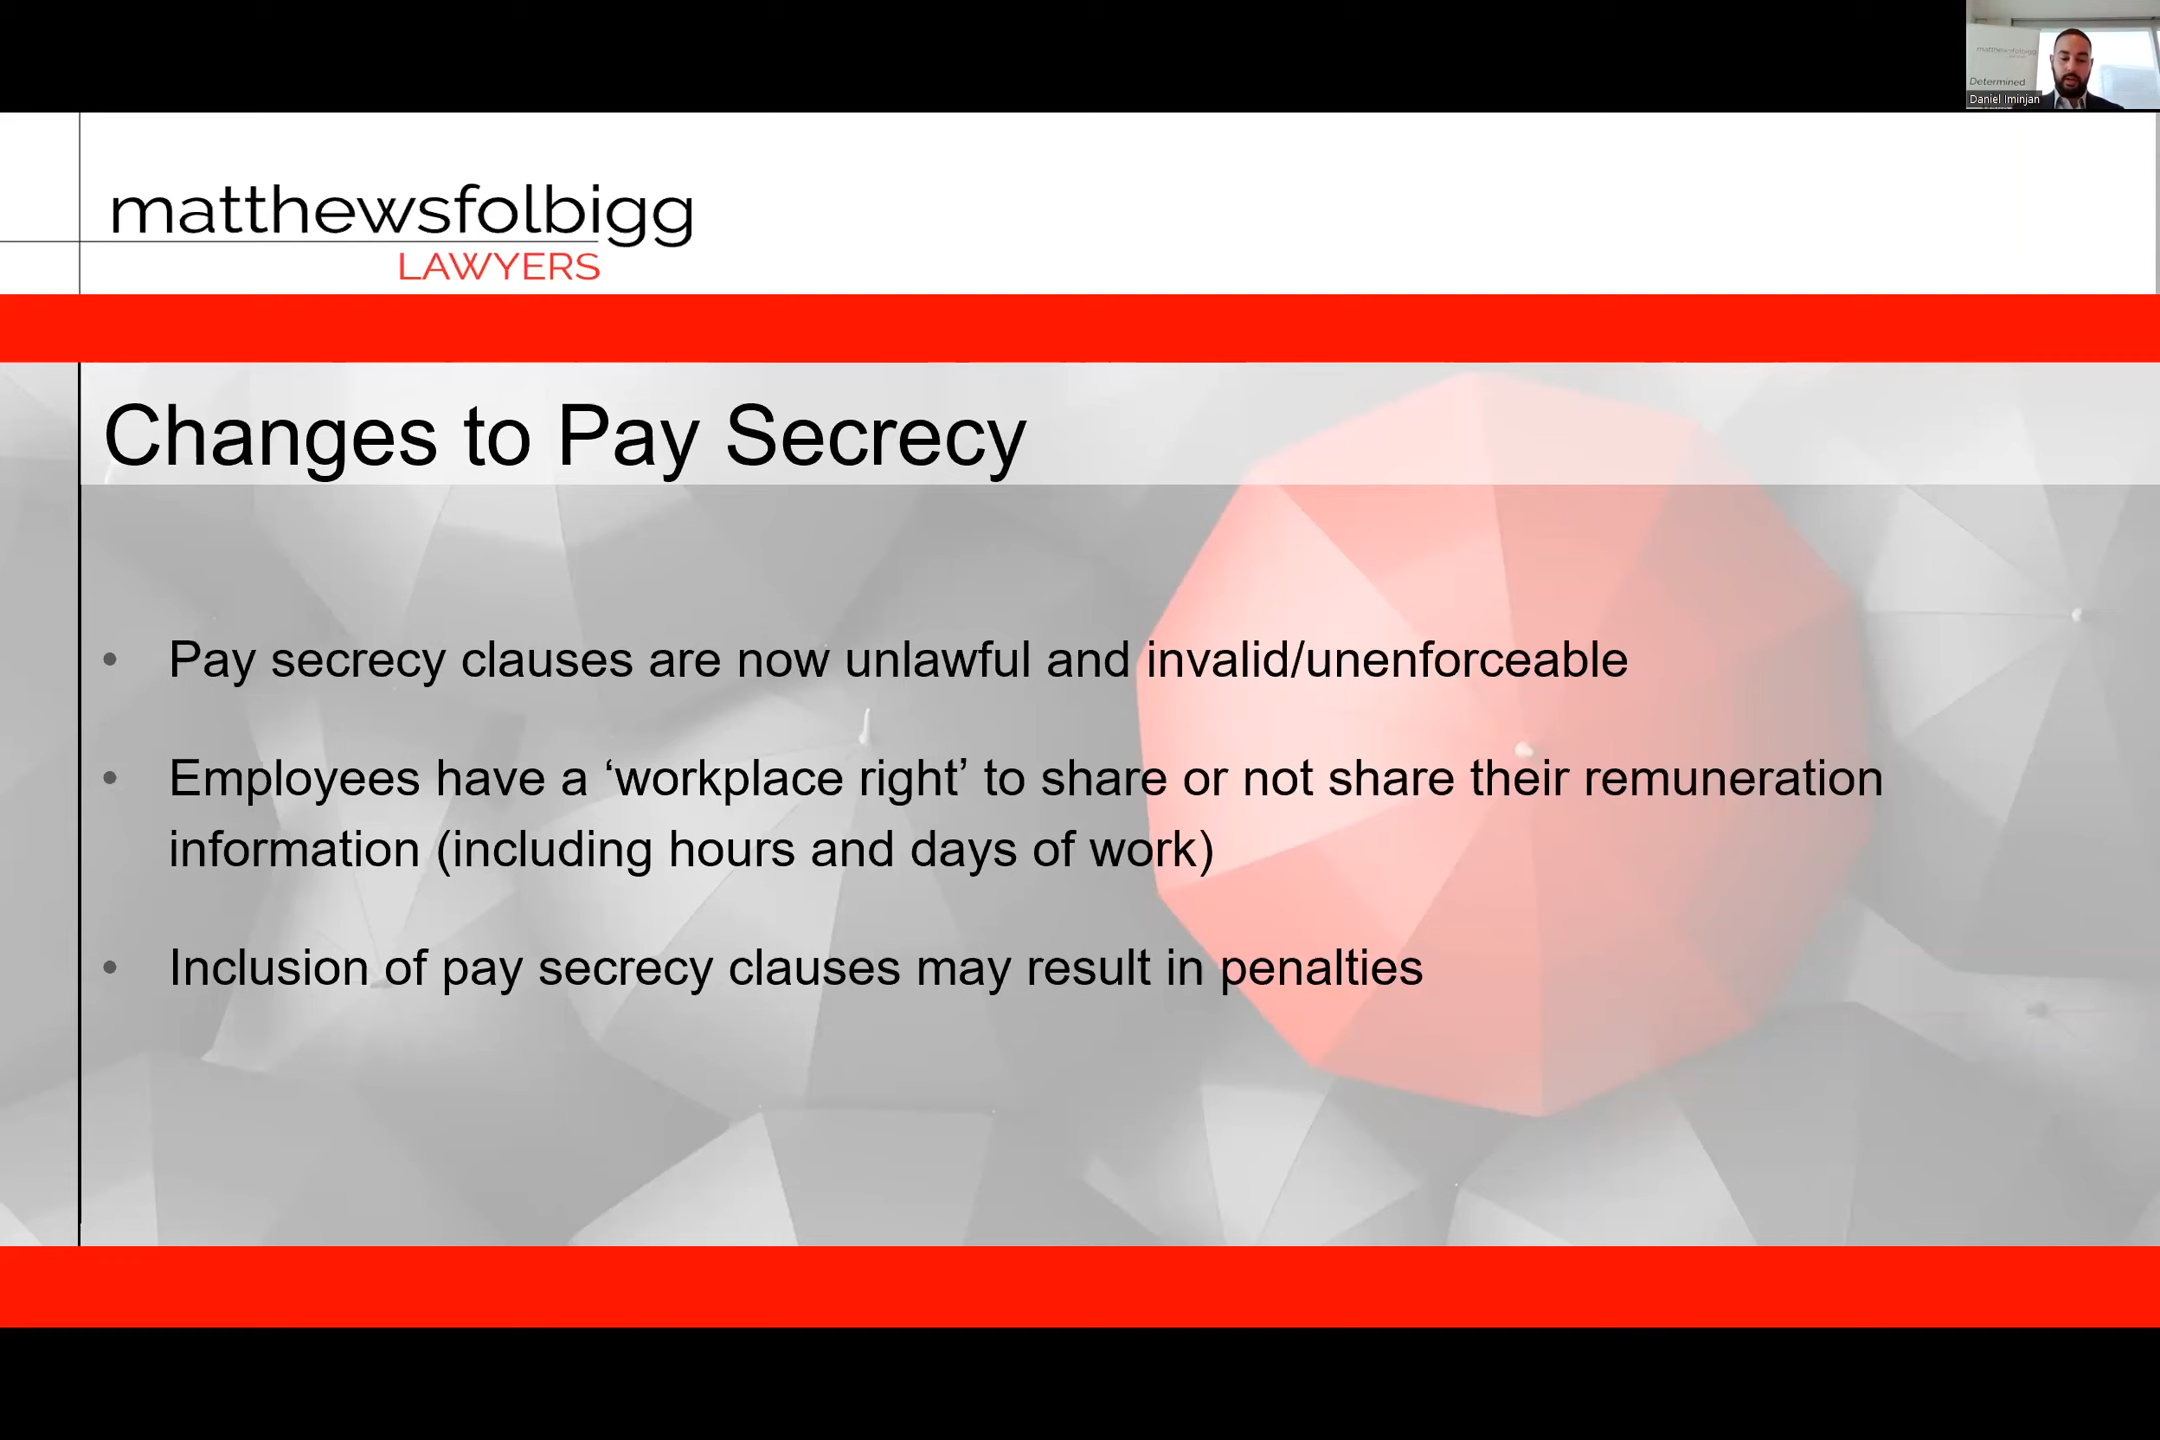 matthewsfolbigg
Determined
Daniel Iminjan
matthewsfolbigg
LAWYERS
Changes to Pay Secrecy
• Pay secrecy clauses are now unlawful and invalid/unenforceable
• Employees have a ‘workplace right’ to share or not share their remuneration
information (including hours and days of work)
• Inclusion of pay secrecy clauses may result in penalties